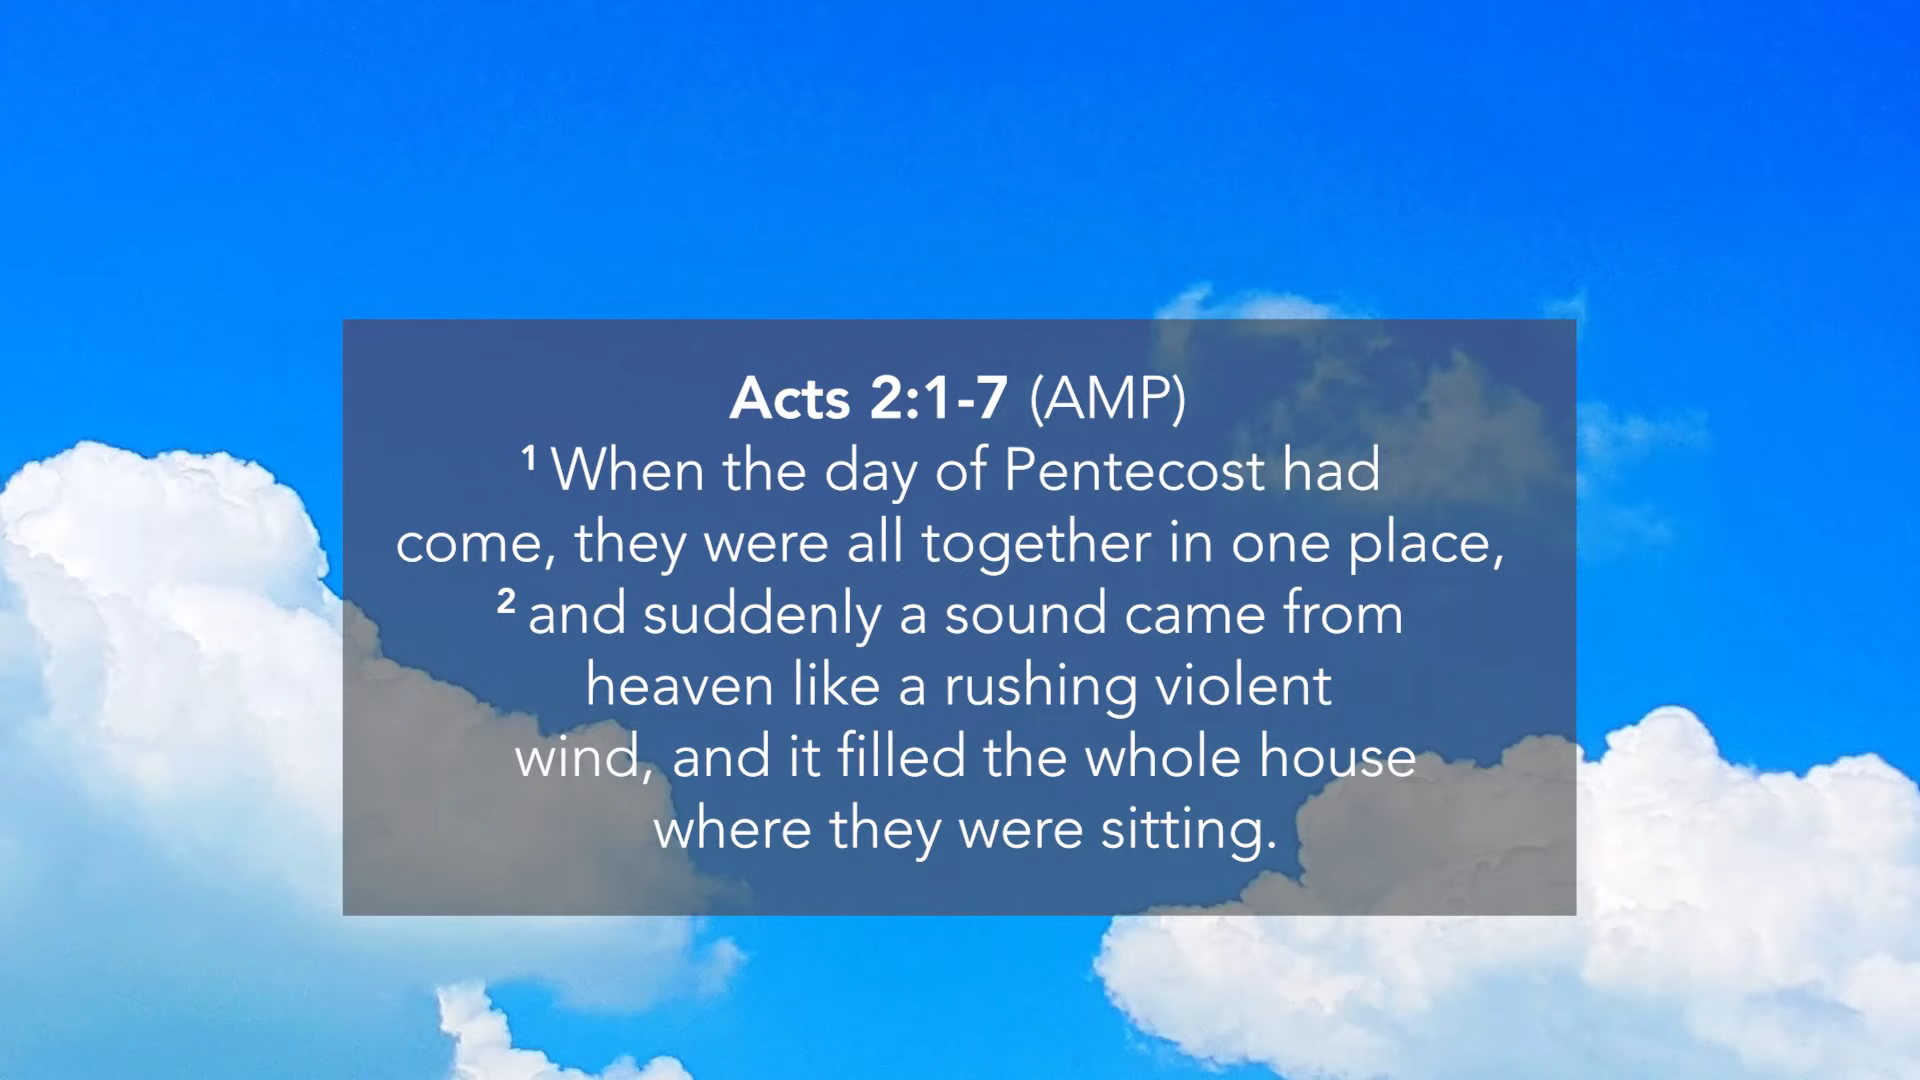 Acts 2:1-7 (AMP)
1 When the day of Pentecost had
come, they were all together in one place,
2 and suddenly a sound came from
heaven like a rushing violent
wind, and it filled the whole house
where they were sitting.